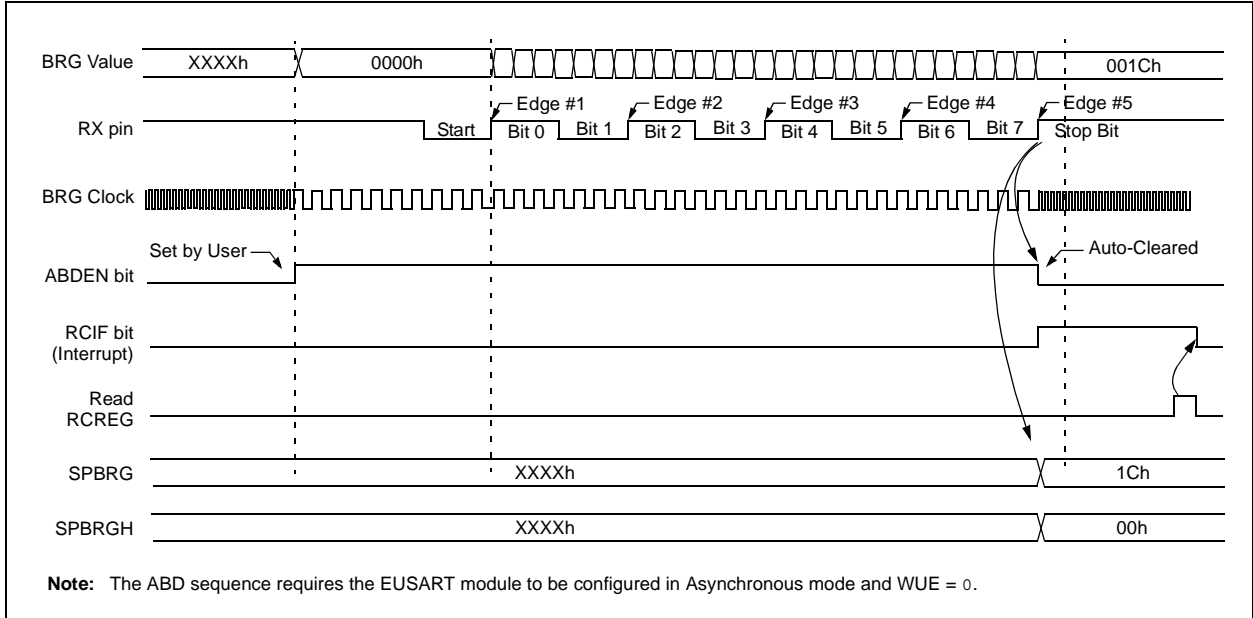 BRG Value XXXXh 0000h 001Ch
Edge #1 Edge #2 Edge #3 Edge #4 Edge #5
RX pin Start Bit 0 Bit 1 Bit 2 Bit 3 Bit 4 Bit 5 Bit 6 Bit 7 Stop Bit
BRG Clock
Set by User Auto-Cleared
ABDEN bit
RCIF bit
(Interrupt)
Read
RCREG
SPBRG XXXXh 1Ch
SPBRGH XXXXh 00h
Note: The ABD sequence requires the EUSART module to be configured in Asynchronous mode and WUE = 0.